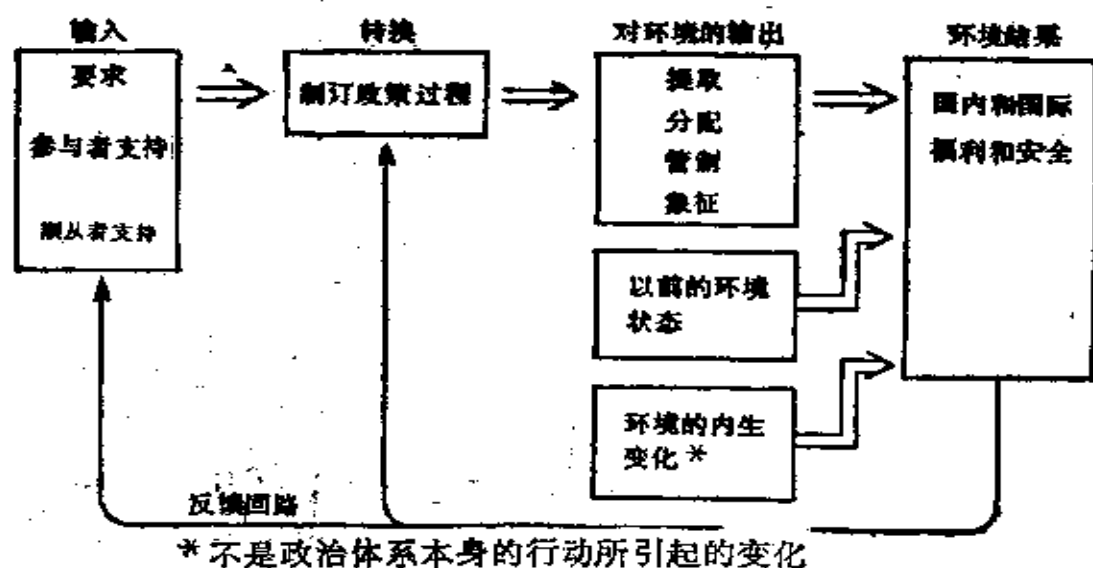 输入
要求
参与者支持
顺从者支持
转换
制订政策过程
对环境的输出
提取
分配
管制
象征
以前的环境
状态
环境的内生
变化*
环境结果
国内和国际
福利和安全
反馈回路
* 不是政治体系本身的行动所引起的变化